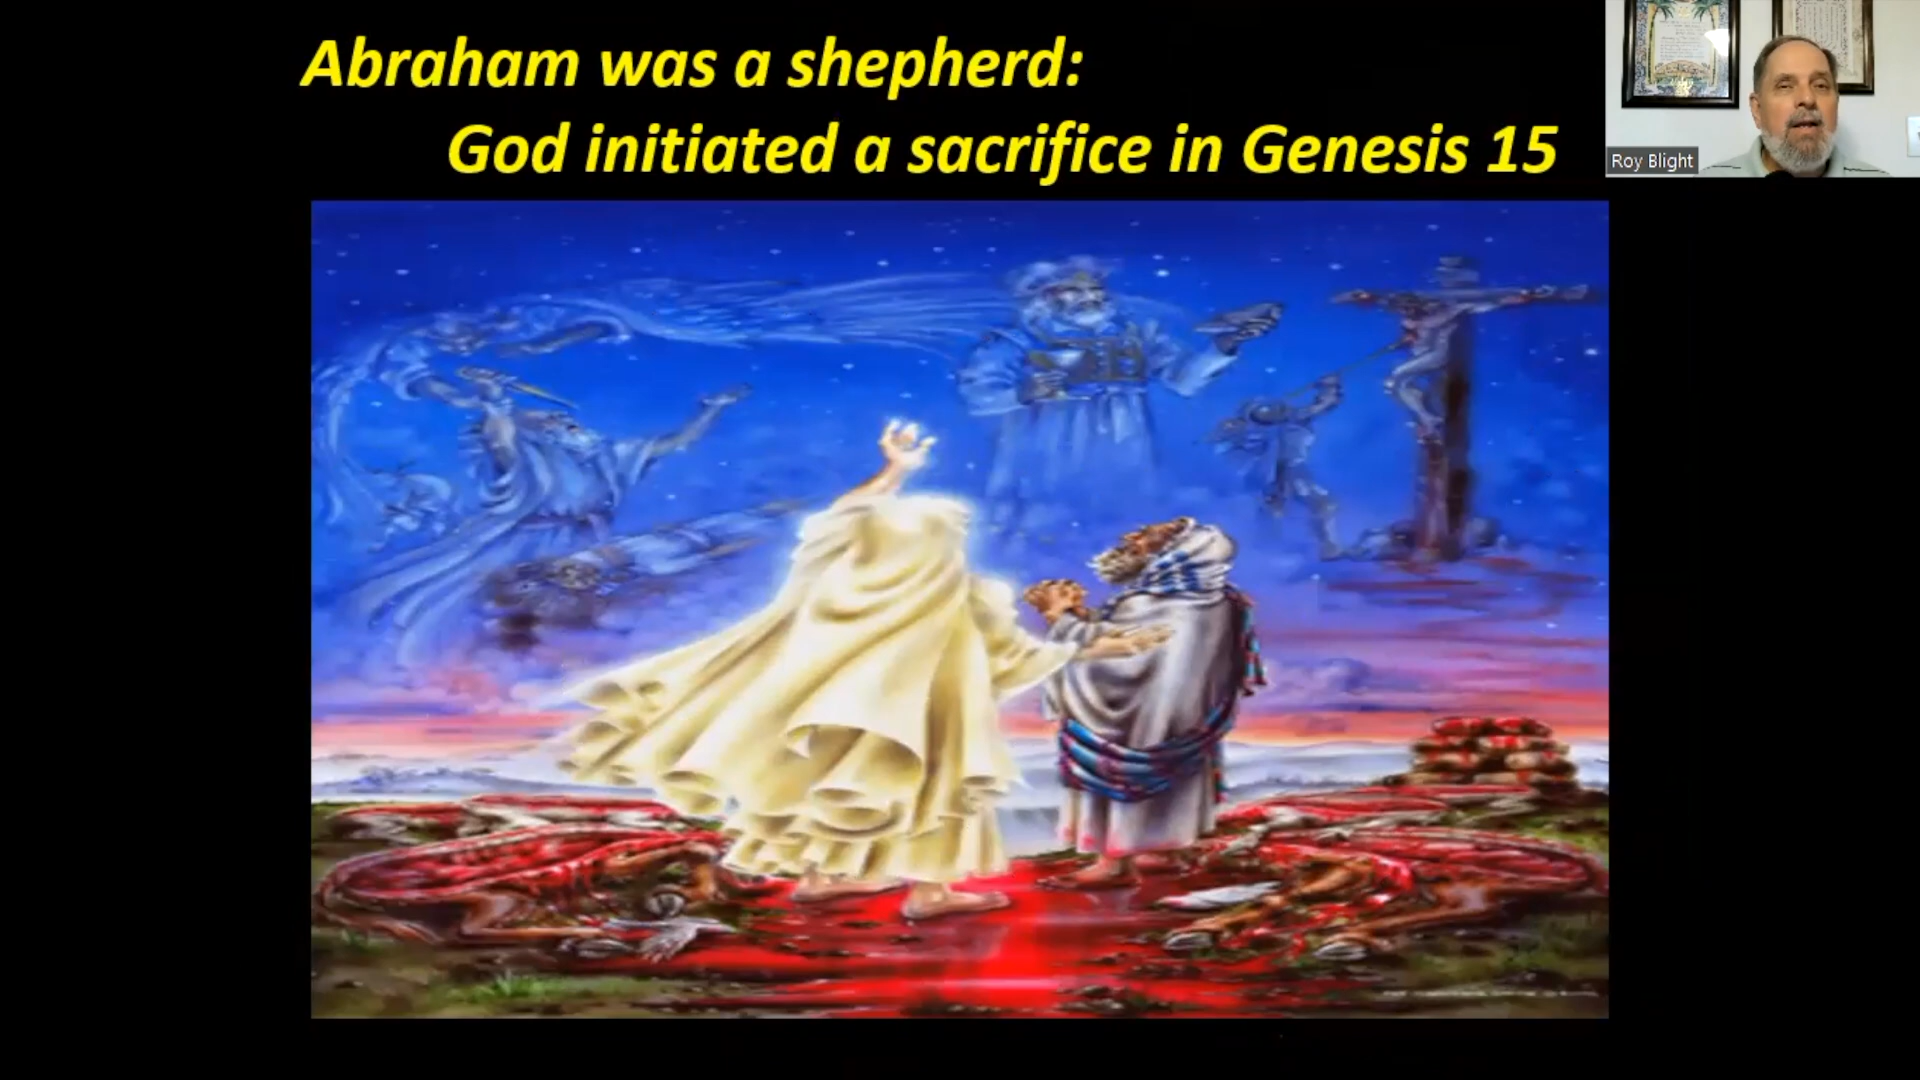 Abraham was a shepherd:
God initiated a sacrifice in Genesis 15
Roy Blight